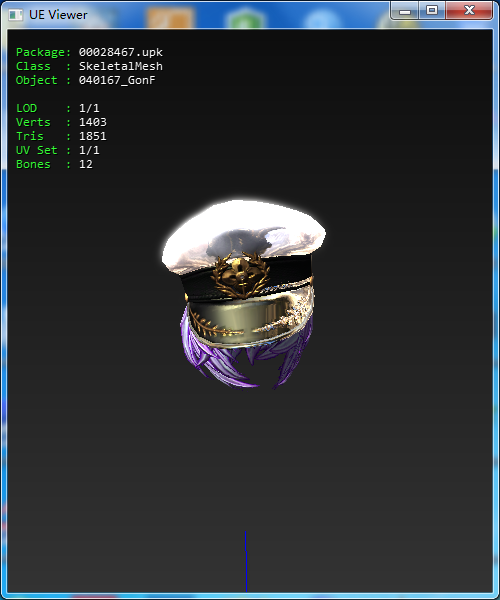 UE Viewer
Package: 00028467.upk
Class  : SkeletalMesh
Object : 040167_GonF
LOD    : 1/1
Verts  : 1403
Tris   : 1851
UV Set : 1/1
Bones  : 12